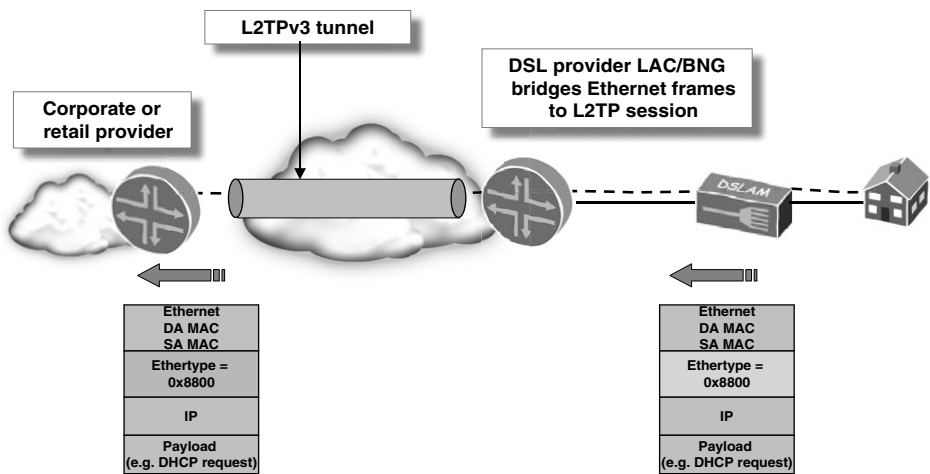 L2TPv3 tunnel
DSL provider LAC/BNG
bridges Ethernet frames
to L2TP session
Corporate or
retail provider
DSLAM
Ethernet
DA MAC
SA MAC
Ethertype =
0x8800
IP
Payload
(e.g. DHCP request)
Ethernet
DA MAC
SA MAC
Ethertype =
0x8800
IP
Payload
(e.g. DHCP request)